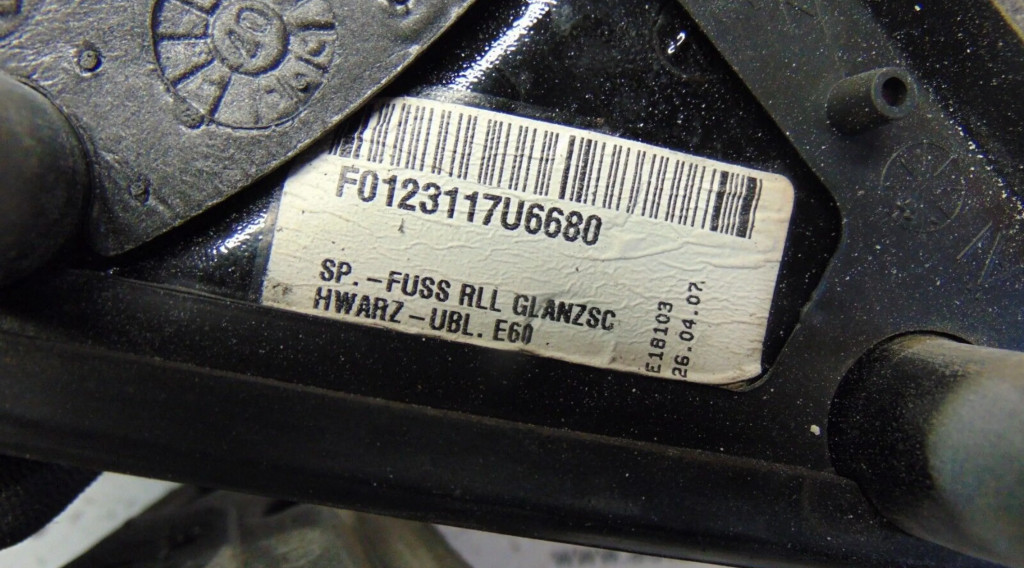 F0123117U6680
SP.-FUSS RLL GLANZSC
HWARZ-UBL. E60
E18103
26.04.07.